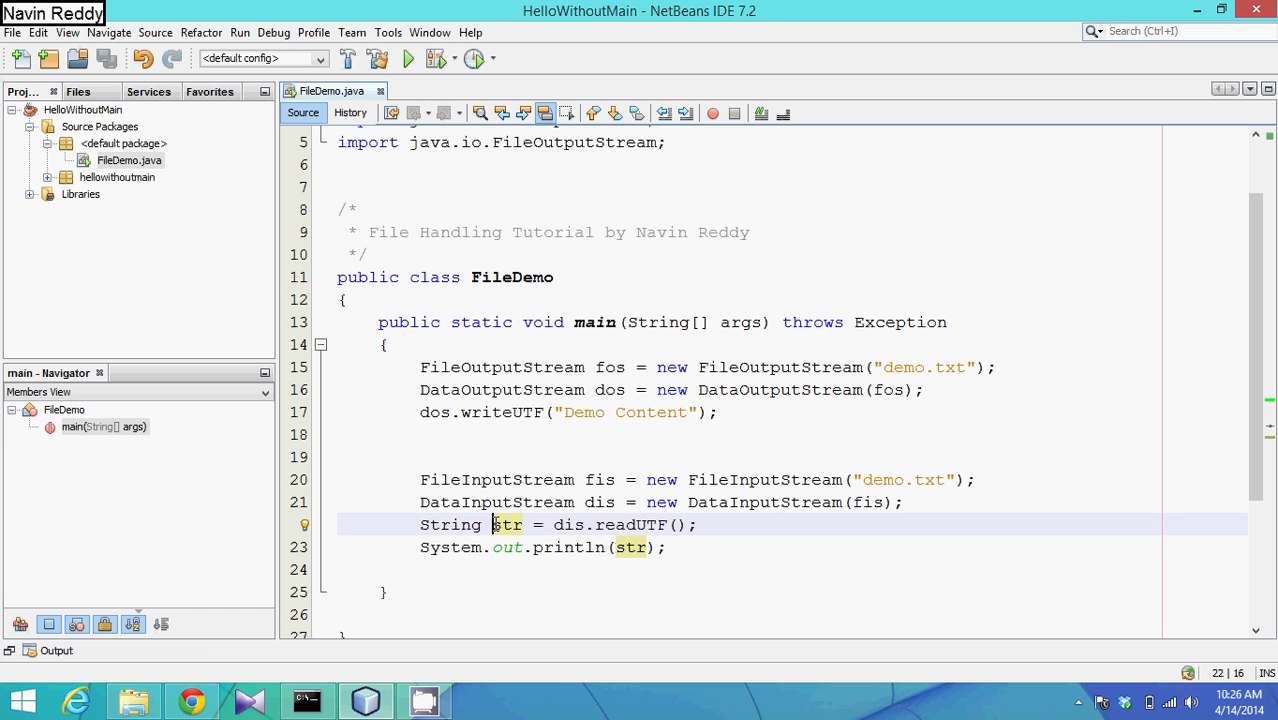 Navin Reddy
HelloWithoutMain - NetBeans IDE 7.2
File Edit View Navigate Source Refactor Run Debug Profile Team Tools Window Help
Search (Ctrl+I)
<default config>
Proj... Files Services Favorites
HelloWithoutMain
Source Packages
<default package>
FileDemo.java
hellowithoutmain
Libraries
main - Navigator
Members View
FileDemo
main(String[] args)
FileDemo.java
Source History
5 import java.io.FileOutputStream;
6
7
8 /*
9 * File Handling Tutorial by Navin Reddy
10 */
11 public class FileDemo
12 {
13 public static void main(String[] args) throws Exception
14 {
15 FileOutputStream fos = new FileOutputStream("demo.txt");
16 DataOutputStream dos = new DataOutputStream(fos);
17 dos.writeUTF("Demo Content");
18
19
20 FileInputStream fis = new FileInputStream("demo.txt");
21 DataInputStream dis = new DataInputStream(fis);
String str = dis.readUTF();
23 System.out.println(str);
24
25 }
26
27 }
Output
22 | 16 INS
10:26 AM
4/14/2014